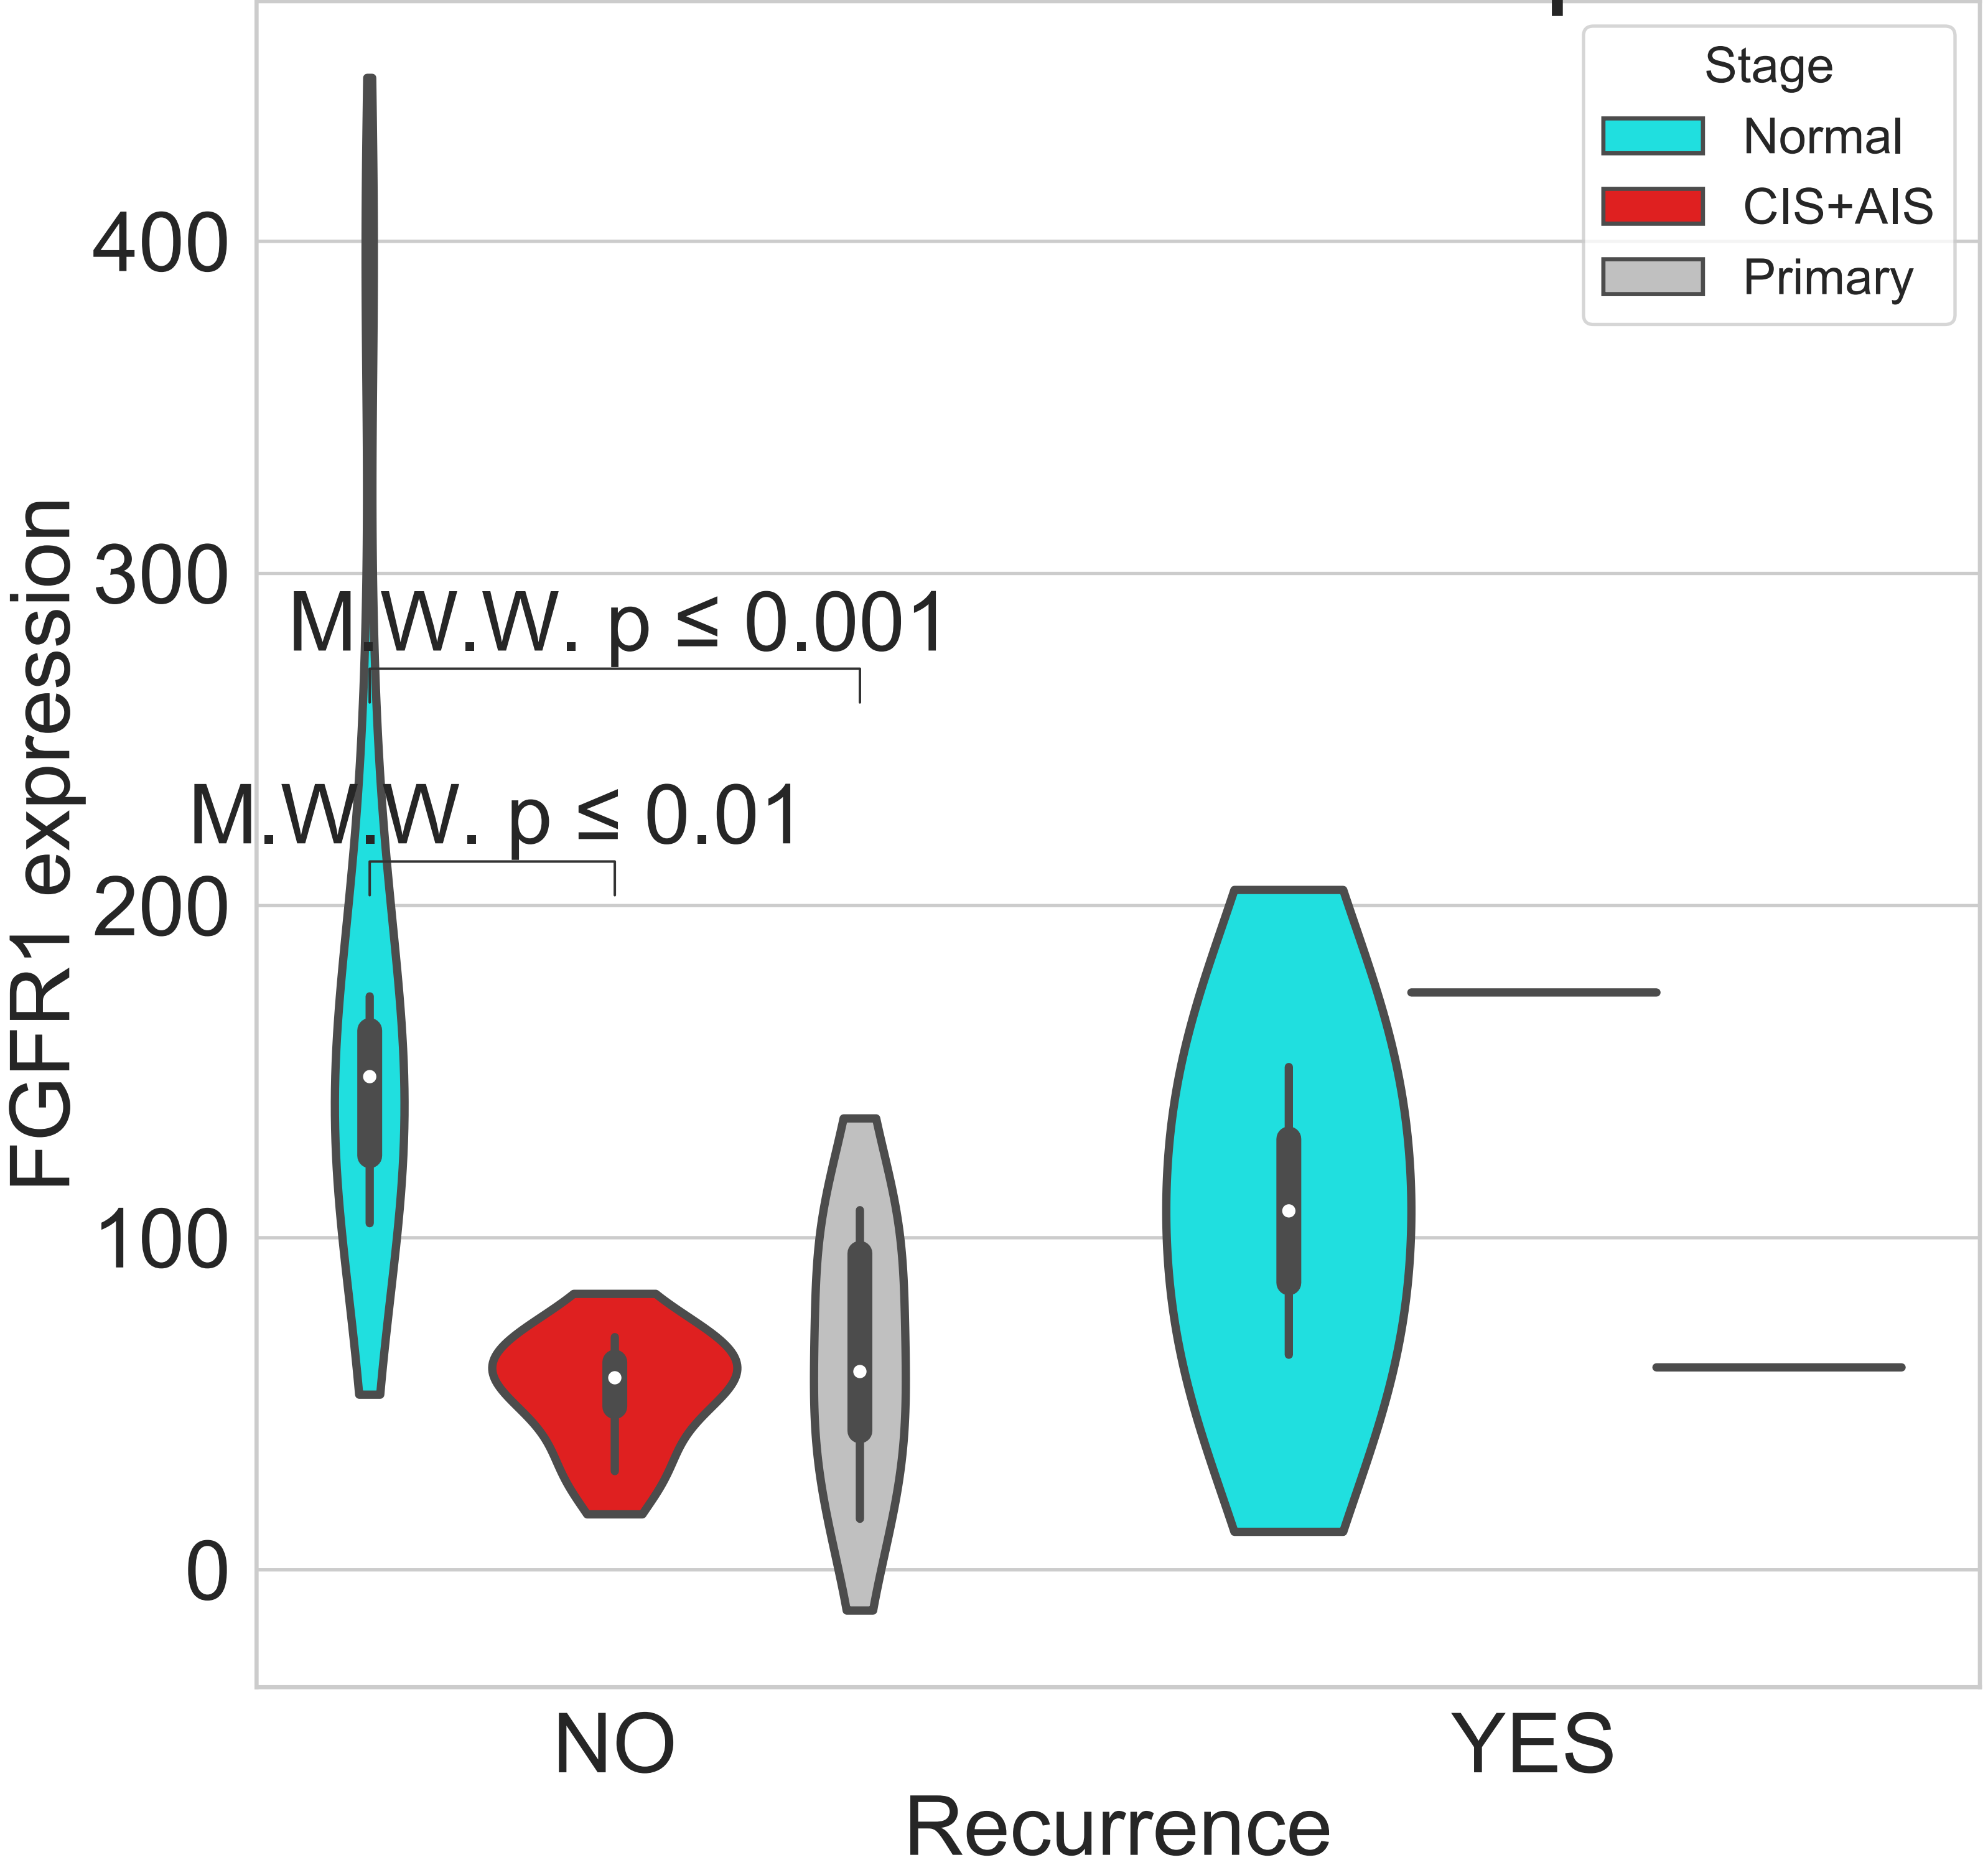 Stage
Normal
CIS+AIS
Primary
400
300
200
100
0
FGFR1 expression
M.W.W. p ≤ 0.001
M.W.W. p ≤ 0.01
NO
YES
Recurrence